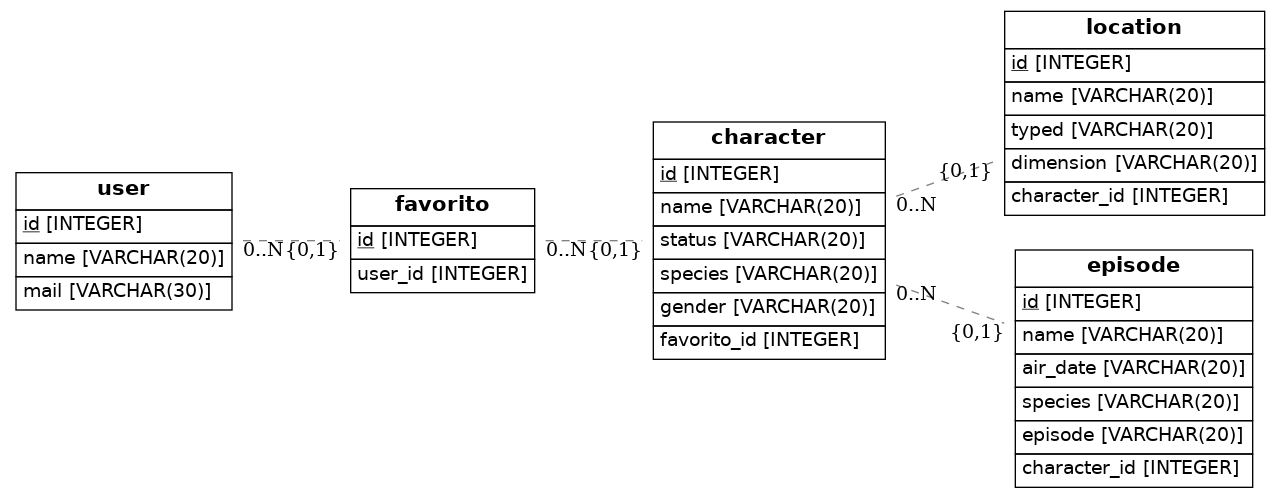 user
id [INTEGER]
name [VARCHAR(20)]
mail [VARCHAR(30)]
0..N
{0,1}
favorito
id [INTEGER]
user_id [INTEGER]
0..N
{0,1}
character
id [INTEGER]
name [VARCHAR(20)]
status [VARCHAR(20)]
species [VARCHAR(20)]
gender [VARCHAR(20)]
favorito_id [INTEGER]
0..N
{0,1}
0..N
{0,1}
location
id [INTEGER]
name [VARCHAR(20)]
typed [VARCHAR(20)]
dimension [VARCHAR(20)]
character_id [INTEGER]
episode
id [INTEGER]
name [VARCHAR(20)]
air_date [VARCHAR(20)]
species [VARCHAR(20)]
episode [VARCHAR(20)]
character_id [INTEGER]